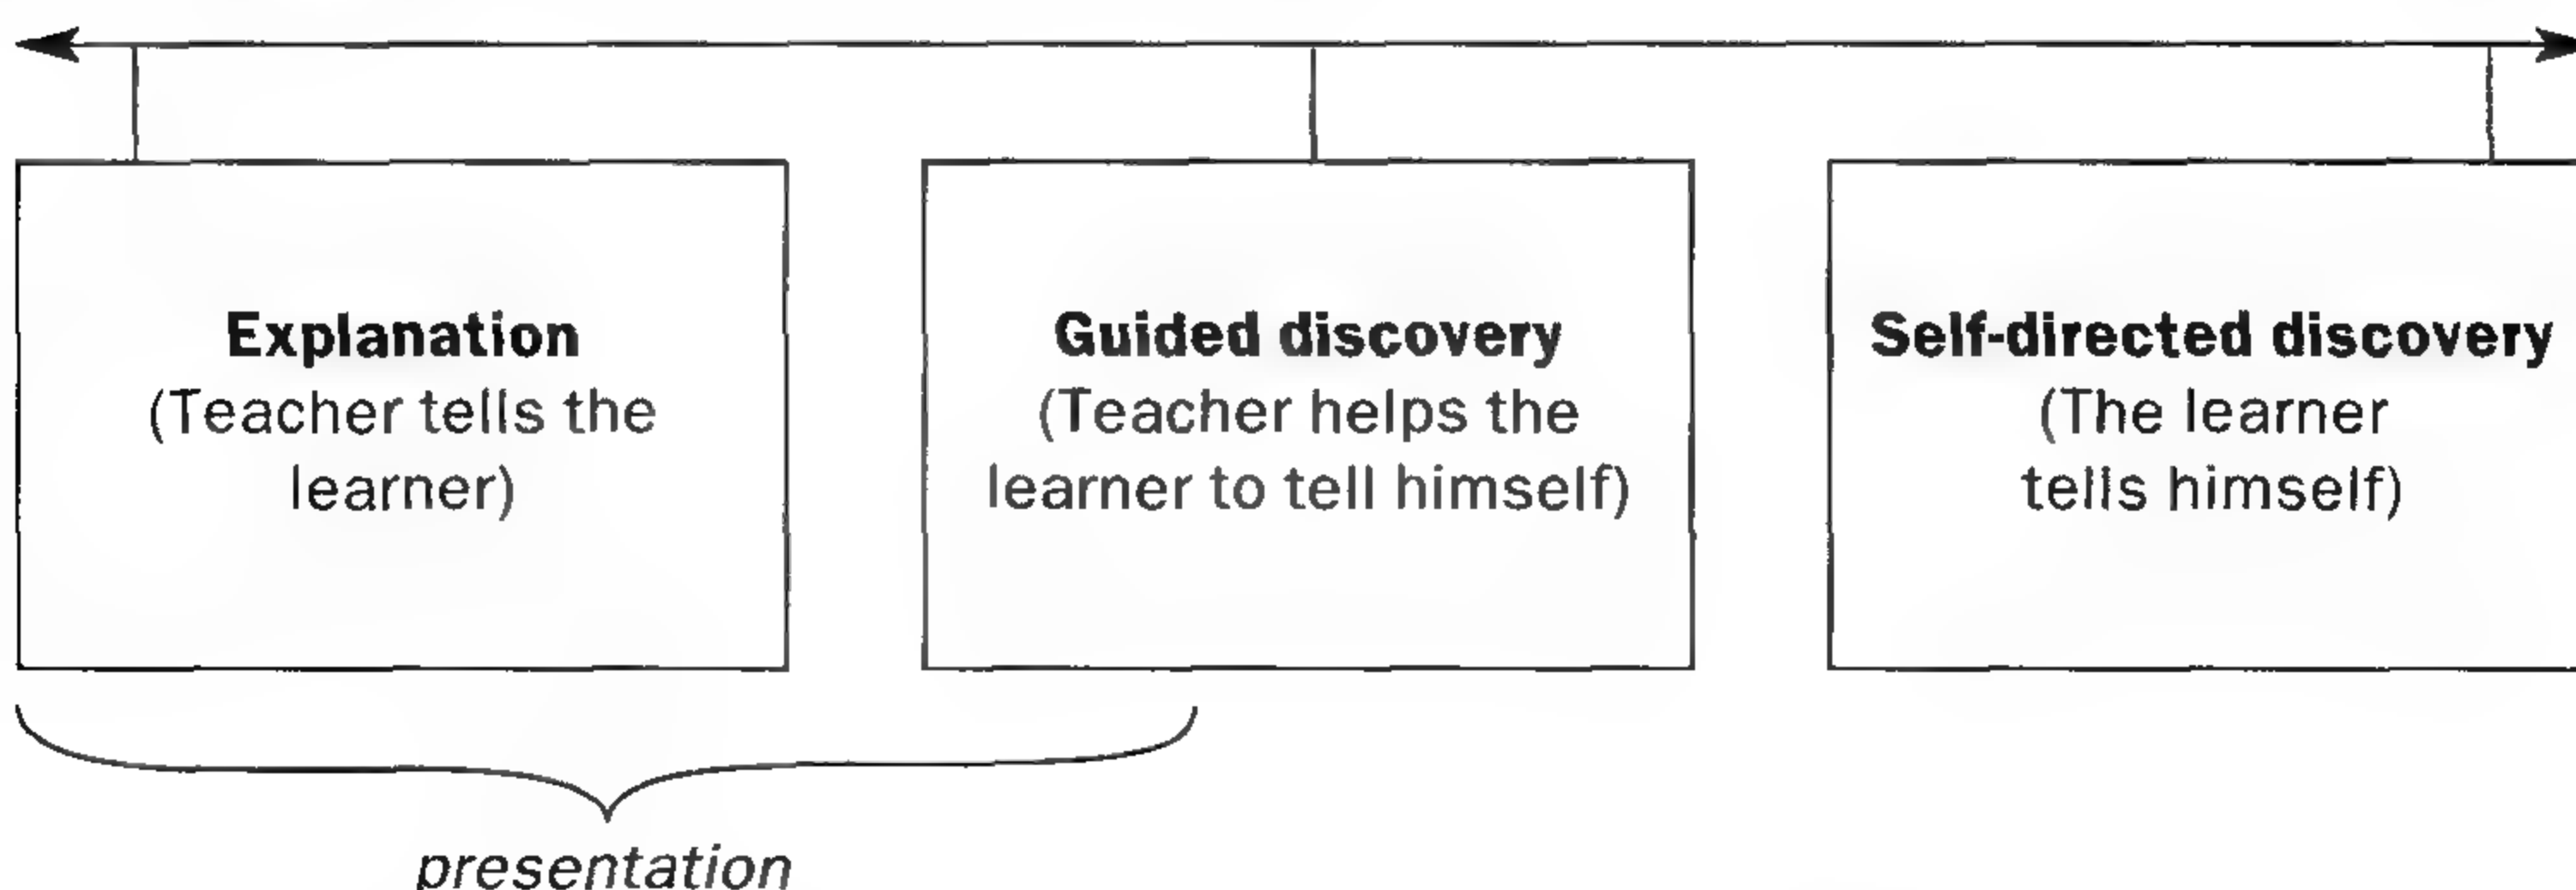 Explanation
(Teacher tells the
learner)
Guided discovery
(Teacher helps the
learner to tell himself)
Self-directed discovery
(The learner
tells himself)
presentation